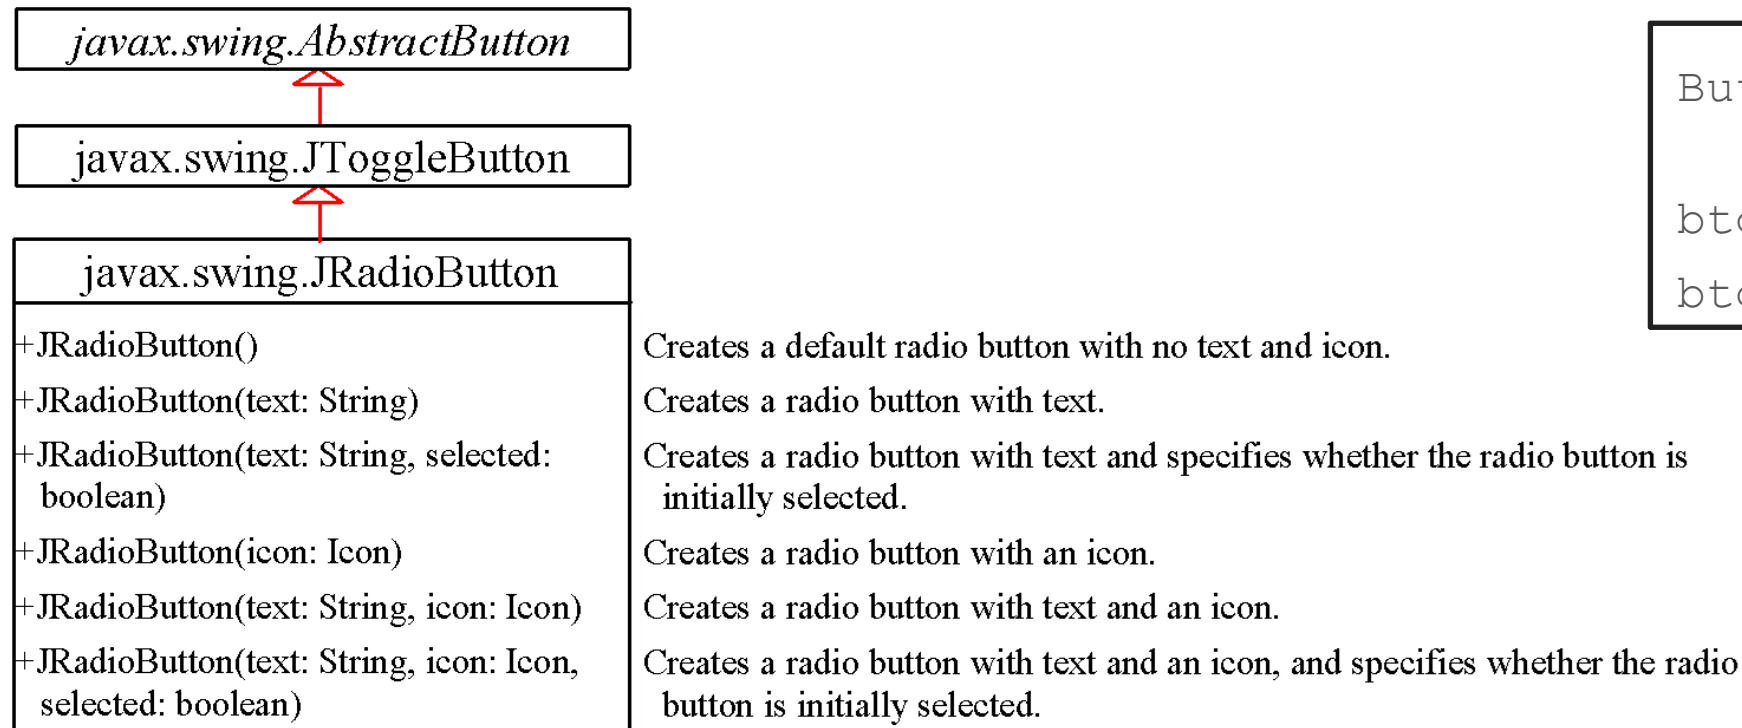 javax.swing.AbstractButton
javax.swing.JToggleButton
javax.swing.JRadioButton
+JRadioButton()
Creates a default radio button with no text and icon.
+JRadioButton(text: String)
Creates a radio button with text.
+JRadioButton(text: String, selected:
boolean)
Creates a radio button with text and specifies whether the radio button is
initially selected.
+JRadioButton(icon: Icon)
Creates a radio button with an icon.
+JRadioButton(text: String, icon: Icon)
Creates a radio button with text and an icon.
+JRadioButton(text: String, icon: Icon,
selected: boolean)
Creates a radio button with text and an icon, and specifies whether the radio
button is initially selected.